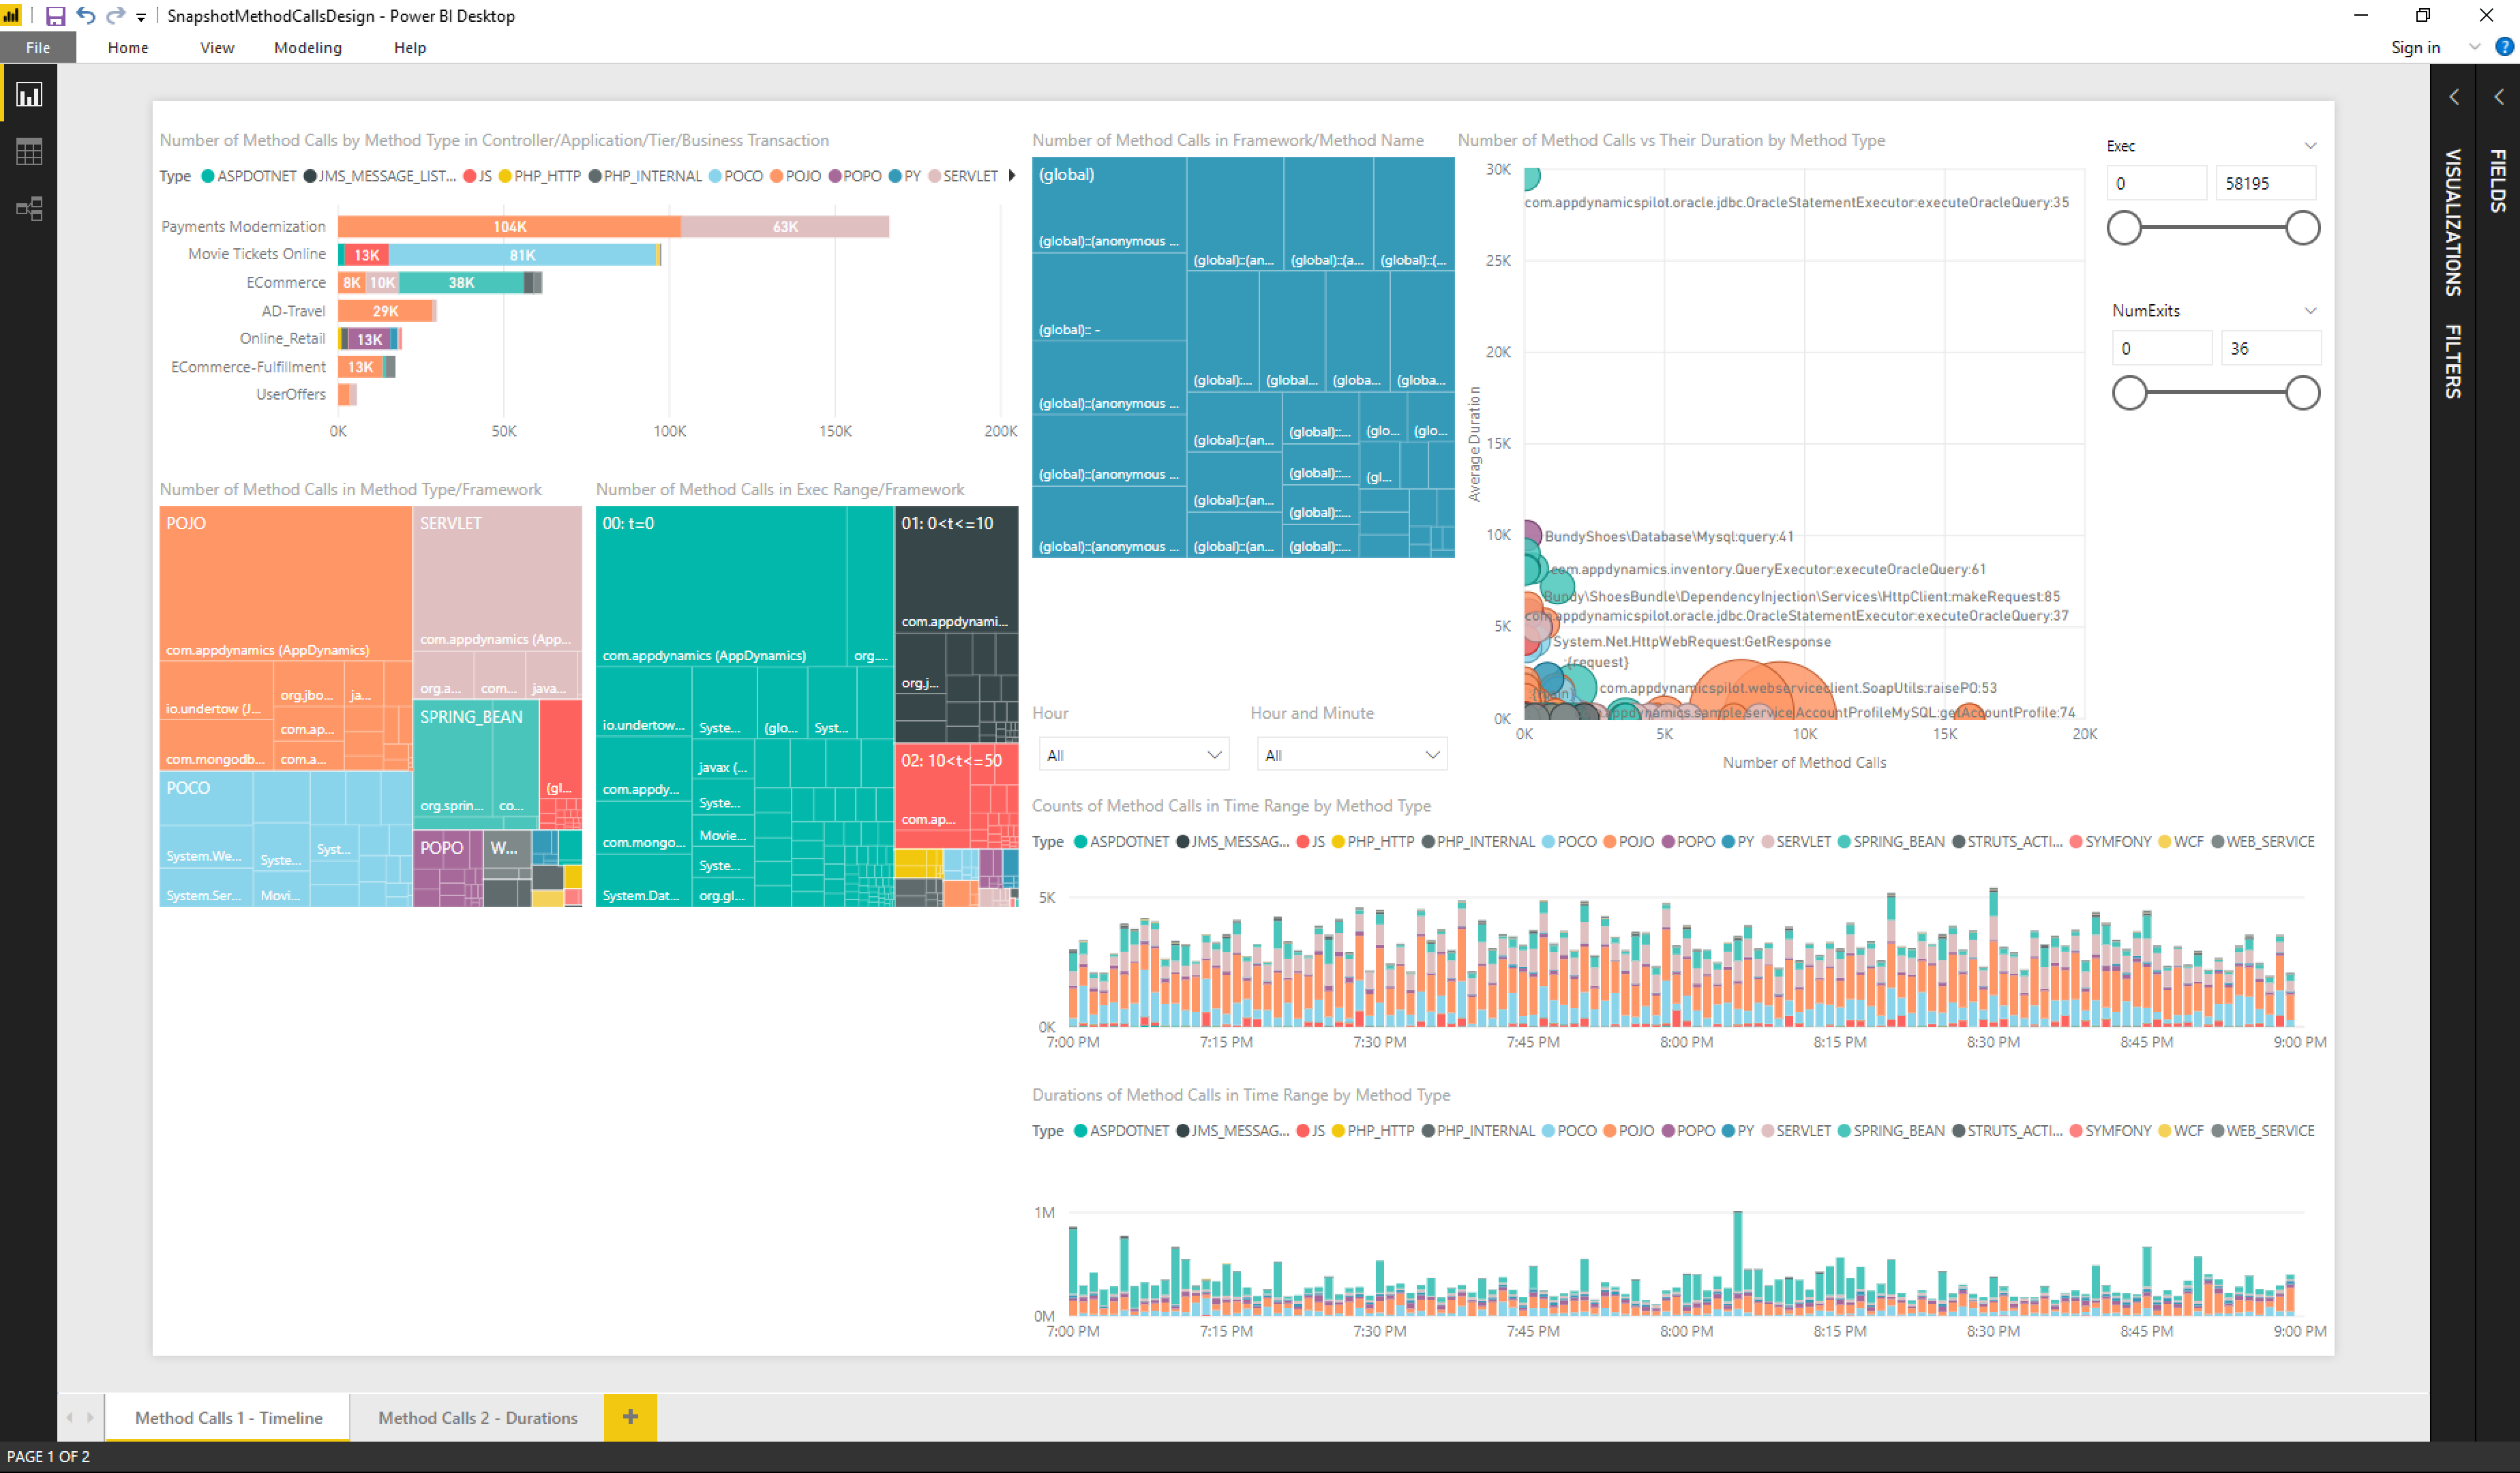 SnapshotMethodCallsDesign - Power BI Desktop
File Home View Modeling Help Sign in
Number of Method Calls by Method Type in Controller/Application/Tier/Business Transaction
Type ASPDOTNET JMS_MESSAGE_LIST... JS PHP_HTTP PHP_INTERNAL POCO POJO POPO PY SERVLET
Payments Modernization 104K 63K
Movie Tickets Online 13K 81K
ECommerce 8K 10K 38K
AD-Travel 29K
Online_Retail 13K
ECommerce-Fulfillment 13K
UserOffers
0K 50K 100K 150K 200K
Number of Method Calls in Method Type/Framework
POJO
com.appdynamics (AppDynamics)
io.undertow (J...
org.jbo...
ja...
com.ap...
com.mongodb...
com.a...
SERVLET
com.appdynamics (App...
org.a... com... java...
SPRING_BEAN
org.sprin... co...
(gl...
POCO
System.We...
Syste...
Syst...
System.Ser...
Movi...
POPO
W...
Number of Method Calls in Exec Range/Framework
00: t=0
com.appdynamics (AppDynamics)
org....
io.undertow...
Syste...
(glo...
Syst...
com.appdy...
javax (...
Syste...
com.mongo...
Movie...
Syste...
System.Dat...
org.gl...
01: 0<t<=10
com.appdynami...
org.j...
02: 10<t<=50
com.ap...
Number of Method Calls in Framework/Method Name
(global)
(global)::(anonymous ...
(global)::(an... (global)::(a... (global)::(...
(global):: -
(global):... (global... (globa... (globa...
(global)::(anonymous ...
(global)::(an...
(global)::...
(glo... (glo...
(global)::(anonymous ...
(global)::...
(gl...
(global)::(an...
(global)::...
(global)::(anonymous ...
(global)::(an...
(global)::...
Number of Method Calls vs Their Duration by Method Type
30K
25K
20K
15K
10K
5K
0K
Average Duration
com.appdynamicspilot.oracle.jdbc.OracleStatementExecutor:executeOracleQuery:35
BundyShoes\Database\Mysql:query:41
com.appdynamics.inventory.QueryExecutor:executeOracleQuery:61
Bundy\ShoesBundle\DependencyInjection\Services\HttpClient:makeRequest:85
com.appdynamicspilot.oracle.jdbc.OracleStatementExecutor:executeOracleQuery:37
System.Net.HttpWebRequest:GetResponse
:{request}
com.appdynamicspilot.webserviceclient.SoapUtils:raisePO:53
:{main}
appdynamics.sample.service.AccountProfileMySQL:getAccountProfile:74
0K 5K 10K 15K 20K
Number of Method Calls
Exec
0 58195
NumExits
0 36
Hour
All
Hour and Minute
All
Counts of Method Calls in Time Range by Method Type
Type ASPDOTNET JMS_MESSAG... JS PHP_HTTP PHP_INTERNAL POCO POJO POPO PY SERVLET SPRING_BEAN STRUTS_ACTI... SYMFONY WCF WEB_SERVICE
5K
0K
7:00 PM 7:15 PM 7:30 PM 7:45 PM 8:00 PM 8:15 PM 8:30 PM 8:45 PM 9:00 PM
Durations of Method Calls in Time Range by Method Type
Type ASPDOTNET JMS_MESSAG... JS PHP_HTTP PHP_INTERNAL POCO POJO POPO PY SERVLET SPRING_BEAN STRUTS_ACTI... SYMFONY WCF WEB_SERVICE
1M
0M
7:00 PM 7:15 PM 7:30 PM 7:45 PM 8:00 PM 8:15 PM 8:30 PM 8:45 PM 9:00 PM
VISUALIZATIONS
FILTERS
FIELDS
Method Calls 1 - Timeline
Method Calls 2 - Durations
PAGE 1 OF 2